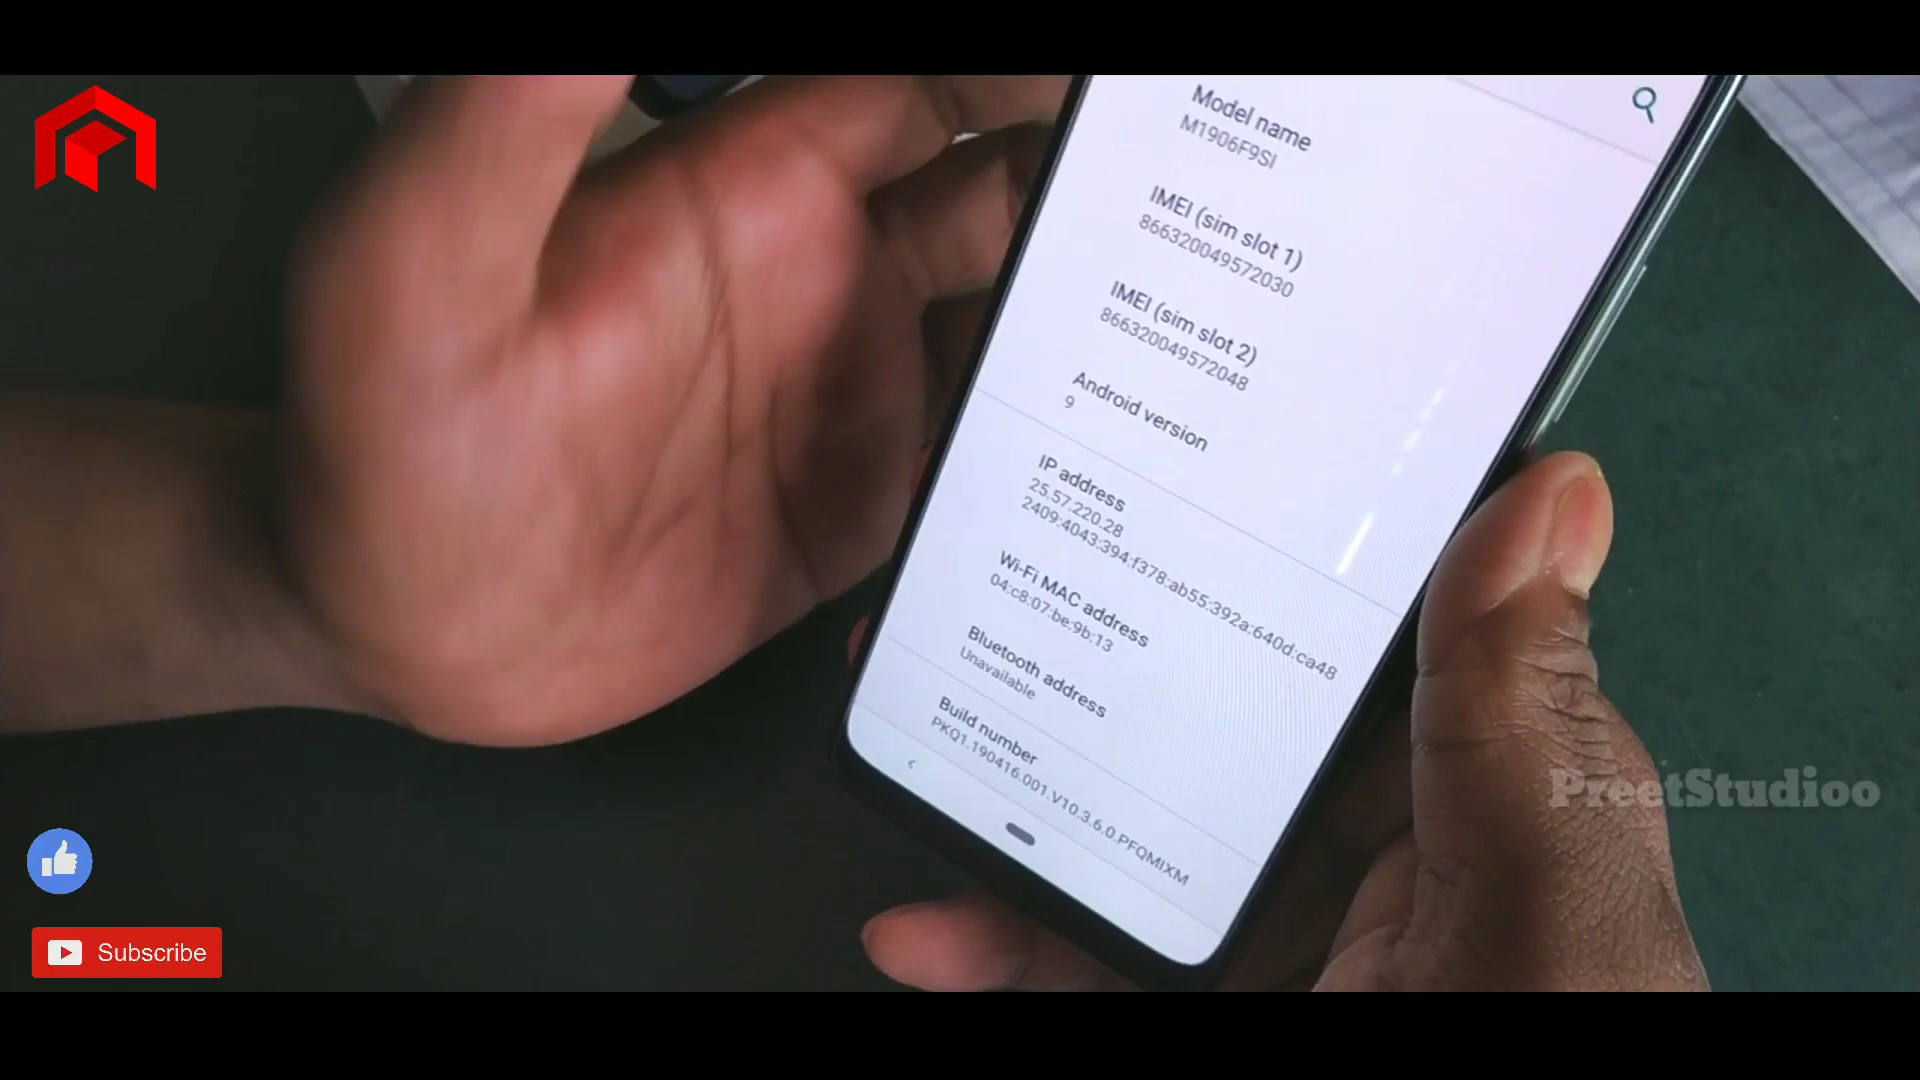 Model name
M1906F9SI
IMEI (sim slot 1)
866320049572030
IMEI (sim slot 2)
866320049572048
Android version
9
IP address
25.57.220.28
2409:4043:394:f378:ab55:392a:640d:ca48
Wi-Fi MAC address
04:c8:07:be:9b:13
Bluetooth address
Unavailable
Build number
PKQ1.190416.001.V10.3.6.0.PFQMIXM
PreetStudioo
Subscribe